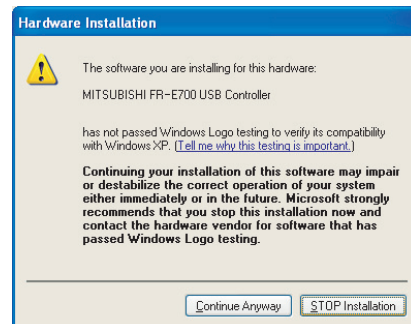 Hardware Installation
The software you are installing for this hardware:
MITSUBISHI FR-E700 USB Controller
has not passed Windows Logo testing to verify its compatibility
with Windows XP. (Tell me why this testing is important.)
Continuing your installation of this software may impair
or destabilize the correct operation of your system
either immediately or in the future. Microsoft strongly
recommends that you stop this installation now and
contact the hardware vendor for software that has
passed Windows Logo testing.
Continue Anyway
STOP Installation